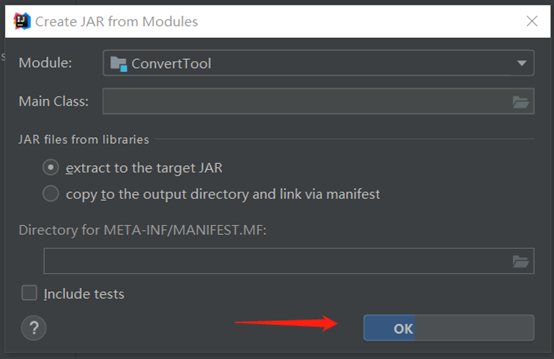 Create JAR from Modules
Module: ConvertTool
Main Class:
JAR files from libraries
extract to the target JAR
copy to the output directory and link via manifest
Directory for META-INF/MANIFEST.MF:
Include tests
? OK